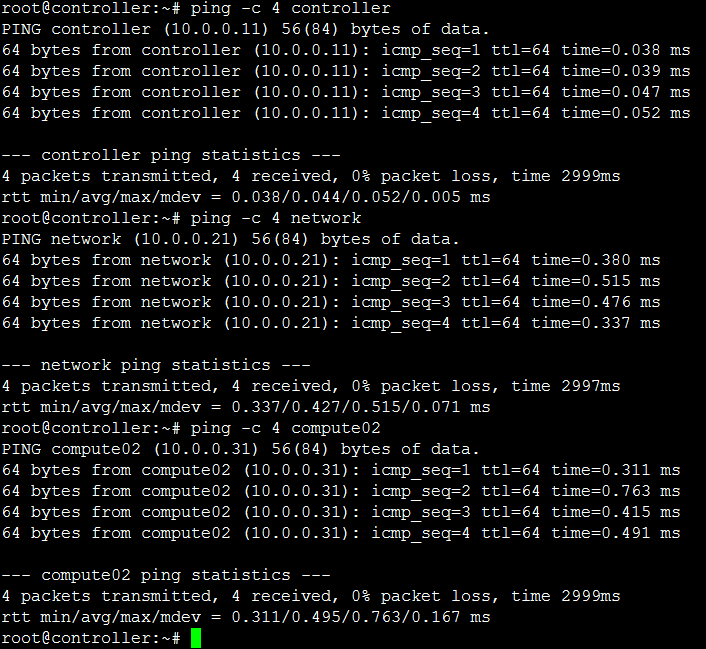 root@controller:~# ping -c 4 controller
PING controller (10.0.0.11) 56(84) bytes of data.
64 bytes from controller (10.0.0.11): icmp_seq=1 ttl=64 time=0.038 ms
64 bytes from controller (10.0.0.11): icmp_seq=2 ttl=64 time=0.039 ms
64 bytes from controller (10.0.0.11): icmp_seq=3 ttl=64 time=0.047 ms
64 bytes from controller (10.0.0.11): icmp_seq=4 ttl=64 time=0.052 ms

--- controller ping statistics ---
4 packets transmitted, 4 received, 0% packet loss, time 2999ms
rtt min/avg/max/mdev = 0.038/0.044/0.052/0.005 ms
root@controller:~# ping -c 4 network
PING network (10.0.0.21) 56(84) bytes of data.
64 bytes from network (10.0.0.21): icmp_seq=1 ttl=64 time=0.380 ms
64 bytes from network (10.0.0.21): icmp_seq=2 ttl=64 time=0.515 ms
64 bytes from network (10.0.0.21): icmp_seq=3 ttl=64 time=0.476 ms
64 bytes from network (10.0.0.21): icmp_seq=4 ttl=64 time=0.337 ms

--- network ping statistics ---
4 packets transmitted, 4 received, 0% packet loss, time 2997ms
rtt min/avg/max/mdev = 0.337/0.427/0.515/0.071 ms
root@controller:~# ping -c 4 compute02
PING compute02 (10.0.0.31) 56(84) bytes of data.
64 bytes from compute02 (10.0.0.31): icmp_seq=1 ttl=64 time=0.311 ms
64 bytes from compute02 (10.0.0.31): icmp_seq=2 ttl=64 time=0.763 ms
64 bytes from compute02 (10.0.0.31): icmp_seq=3 ttl=64 time=0.415 ms
64 bytes from compute02 (10.0.0.31): icmp_seq=4 ttl=64 time=0.491 ms

--- compute02 ping statistics ---
4 packets transmitted, 4 received, 0% packet loss, time 2999ms
rtt min/avg/max/mdev = 0.311/0.495/0.763/0.167 ms
root@controller:~#